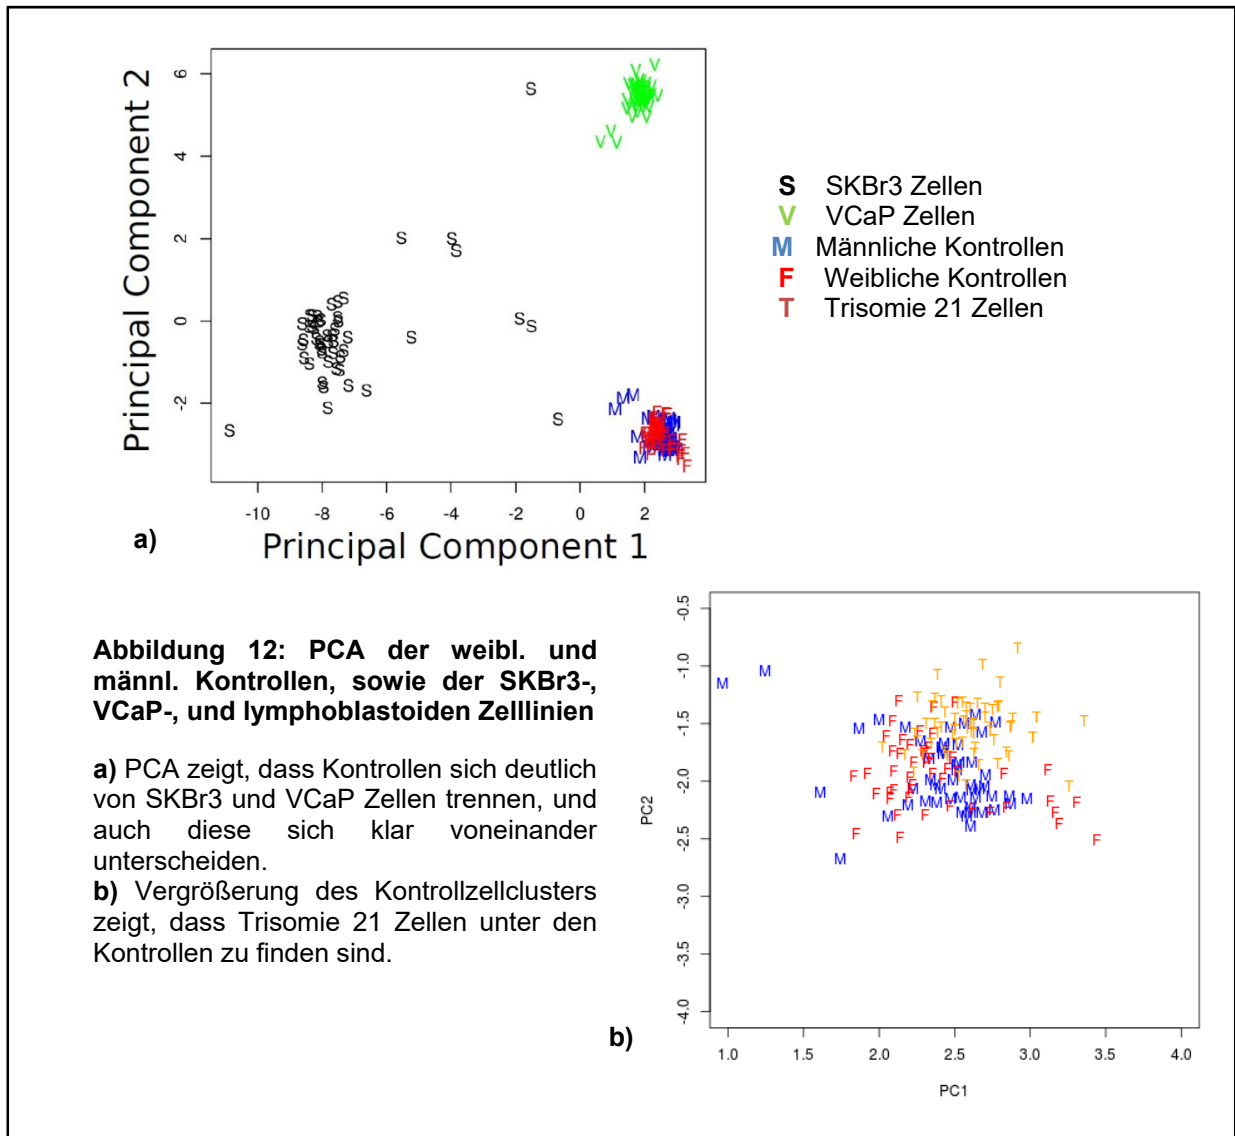 Principal Component 2
6
4
2
0
-2
-10 -8 -6 -4 -2 0 2
Principal Component 1
a)
S SKBr3 Zellen
V VCaP Zellen
M Männliche Kontrollen
F Weibliche Kontrollen
T Trisomie 21 Zellen
Abbildung 12: PCA der weibl. und
männl. Kontrollen, sowie der SKBr3-,
VCaP-, und lymphoblastoiden Zelllinien
a) PCA zeigt, dass Kontrollen sich deutlich
von SKBr3 und VCaP Zellen trennen, und
auch diese sich klar voneinander
unterscheiden.
b) Vergrößerung des Kontrollzellclusters
zeigt, dass Trisomie 21 Zellen unter den
Kontrollen zu finden sind.
PC2
-0.5
-1.0
-1.5
-2.0
-2.5
-3.0
-3.5
-4.0
1.0 1.5 2.0 2.5 3.0 3.5 4.0
PC1
b)